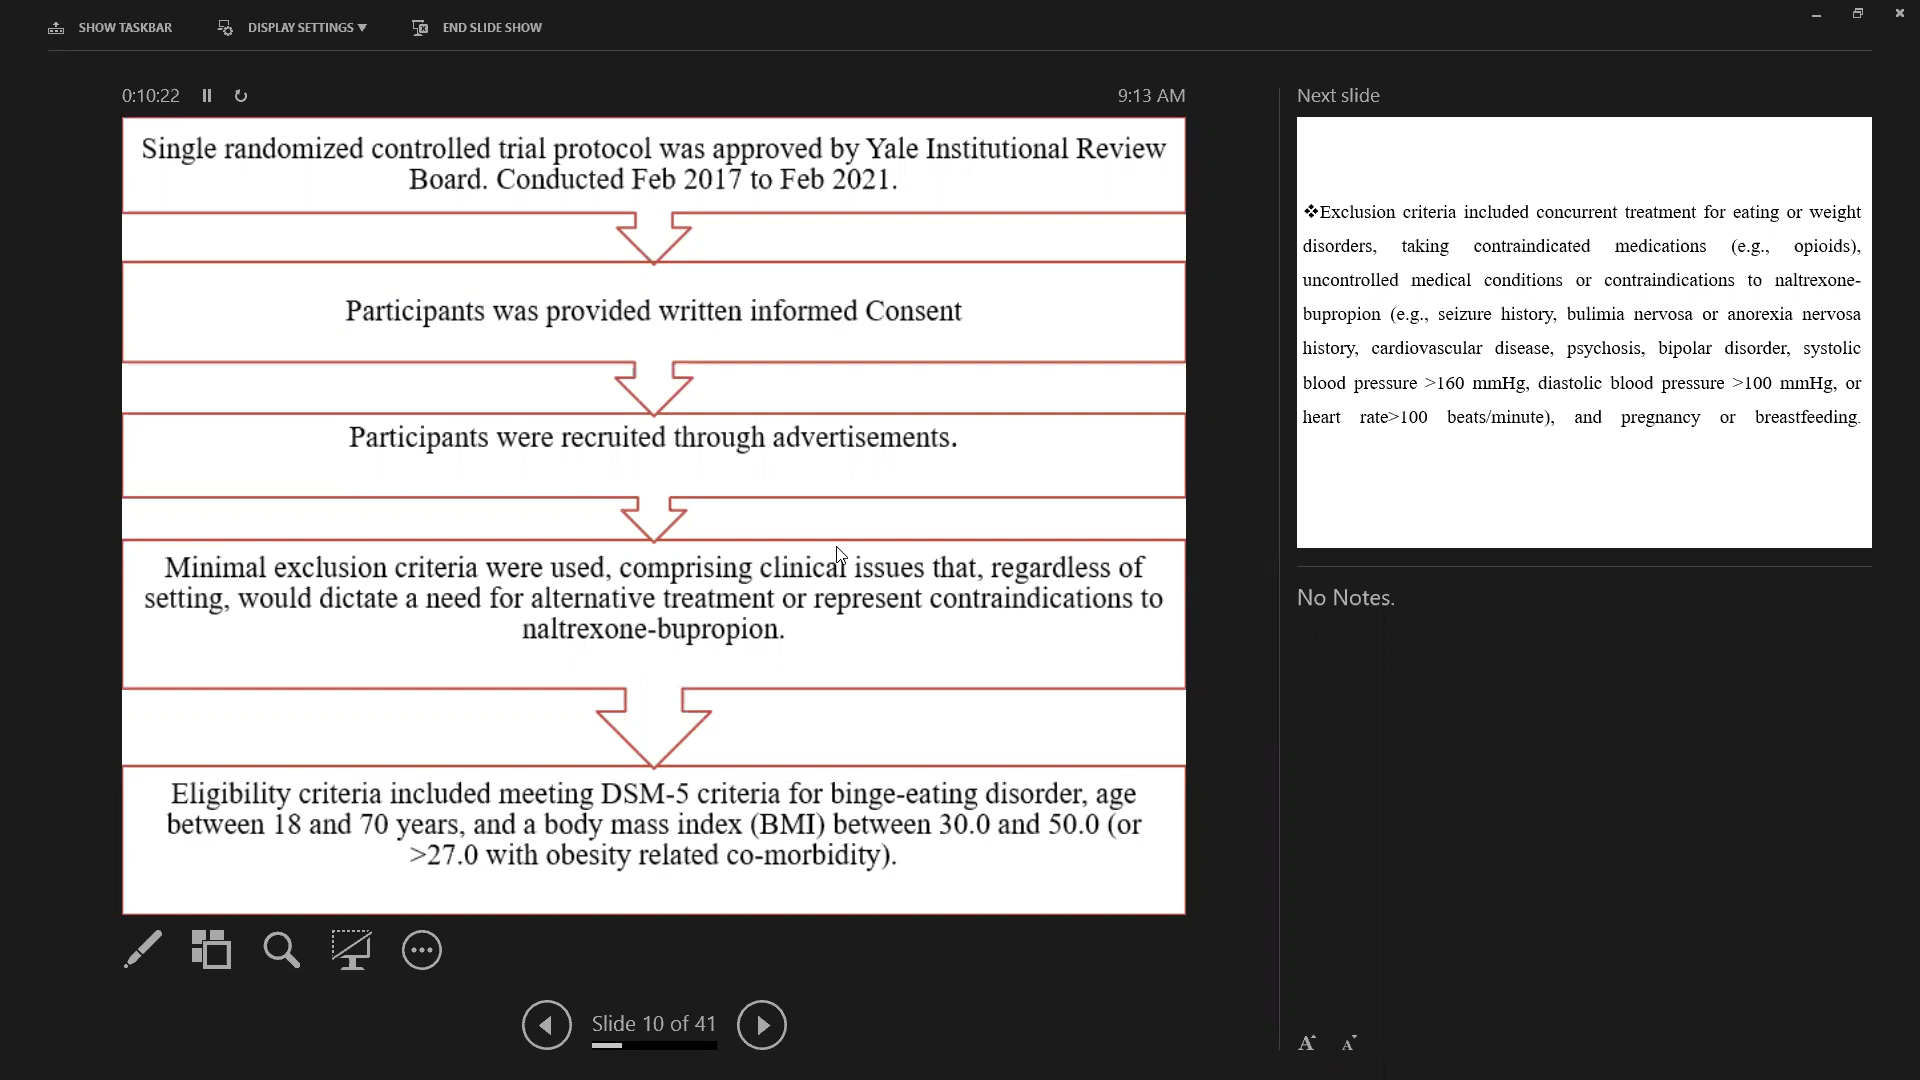 SHOW TASKBAR
DISPLAY SETTINGS ▼
END SLIDE SHOW
0:10:22
9:13 AM
Single randomized controlled trial protocol was approved by Yale Institutional Review
Board. Conducted Feb 2017 to Feb 2021.
Participants was provided written informed Consent
Participants were recruited through advertisements.
Minimal exclusion criteria were used, comprising clinical issues that, regardless of
setting, would dictate a need for alternative treatment or represent contraindications to
naltrexone-bupropion.
Eligibility criteria included meeting DSM-5 criteria for binge-eating disorder, age
between 18 and 70 years, and a body mass index (BMI) between 30.0 and 50.0 (or
>27.0 with obesity related co-morbidity).
Slide 10 of 41
Next slide
❖Exclusion criteria included concurrent treatment for eating or weight
disorders, taking contraindicated medications (e.g., opioids),
uncontrolled medical conditions or contraindications to naltrexone-
bupropion (e.g., seizure history, bulimia nervosa or anorexia nervosa
history, cardiovascular disease, psychosis, bipolar disorder, systolic
blood pressure >160 mmHg, diastolic blood pressure >100 mmHg, or
heart rate>100 beats/minute), and pregnancy or breastfeeding.
No Notes.
A A